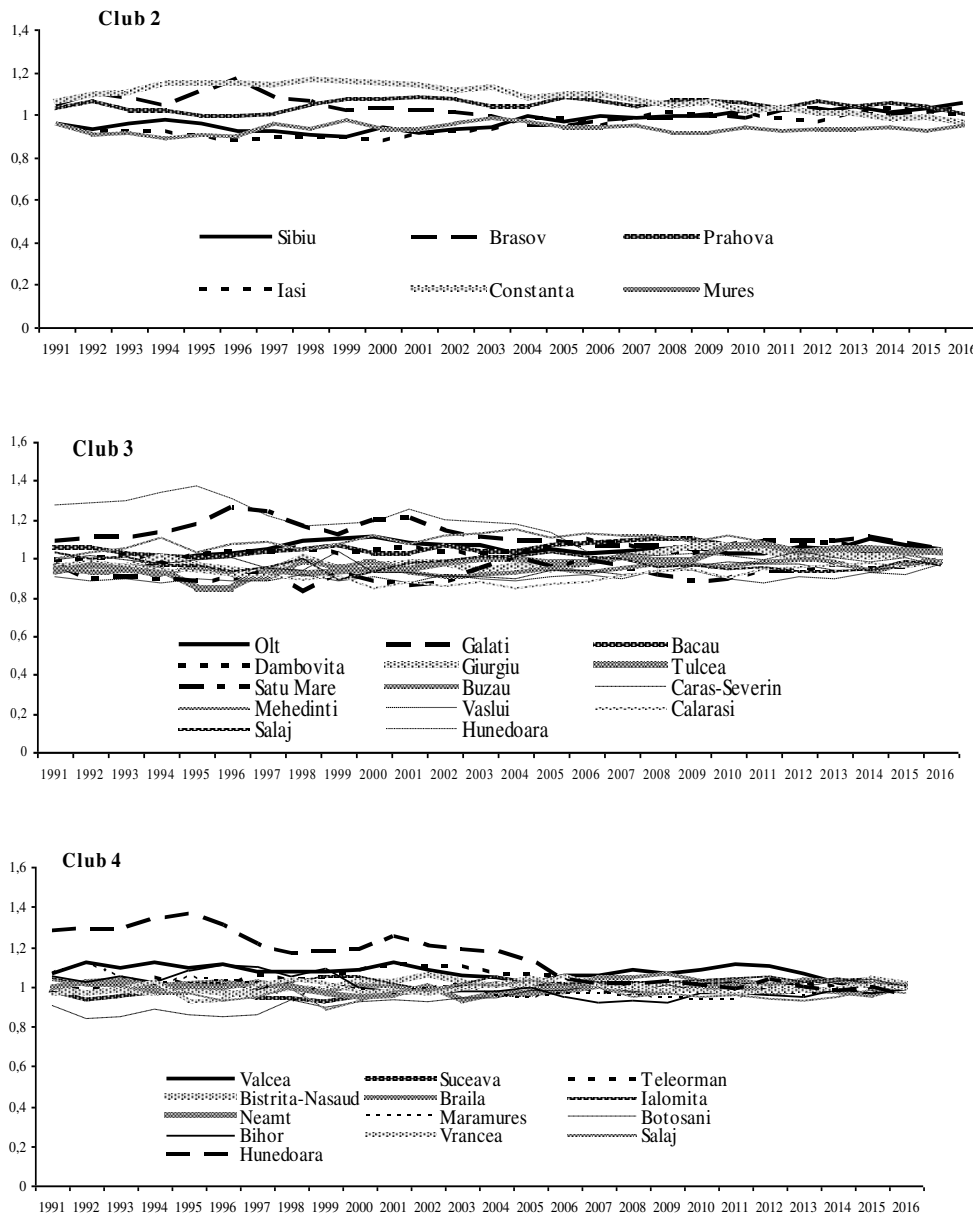 Club 2
1,4
1,2
1
0,8
0,6
0,4
0,2
0
Sibiu Brasov Prahova
Iasi Constanta Mures
1991 1992 1993 1994 1995 1996 1997 1998 1999 2000 2001 2002 2003 2004 2005 2006 2007 2008 2009 2010 2011 2012 2013 2014 2015 2016
Club 3
1,6
1,4
1,2
1
0,8
0,6
0,4
0,2
0
Olt Galati Bacau
Dambovita Giurgiu Tulcea
Satu Mare Buzau Caras-Severin
Mehedinti Vaslui Calarasi
Salaj Hunedoara
1991 1992 1993 1994 1995 1996 1997 1998 1999 2000 2001 2002 2003 2004 2005 2006 2007 2008 2009 2010 2011 2012 2013 2014 2015 2016
Club 4
1,6
1,4
1,2
1
0,8
0,6
0,4
0,2
0
Valcea Suceava Teleorman
Bistrita-Nasaud Braila Ialomita
Neamt Maramures Botosani
Bihor Vrancea Salaj
Hunedoara
1991 1992 1993 1994 1995 1996 1997 1998 1999 2000 2001 2002 2003 2004 2005 2006 2007 2008 2009 2010 2011 2012 2013 2014 2015 2016